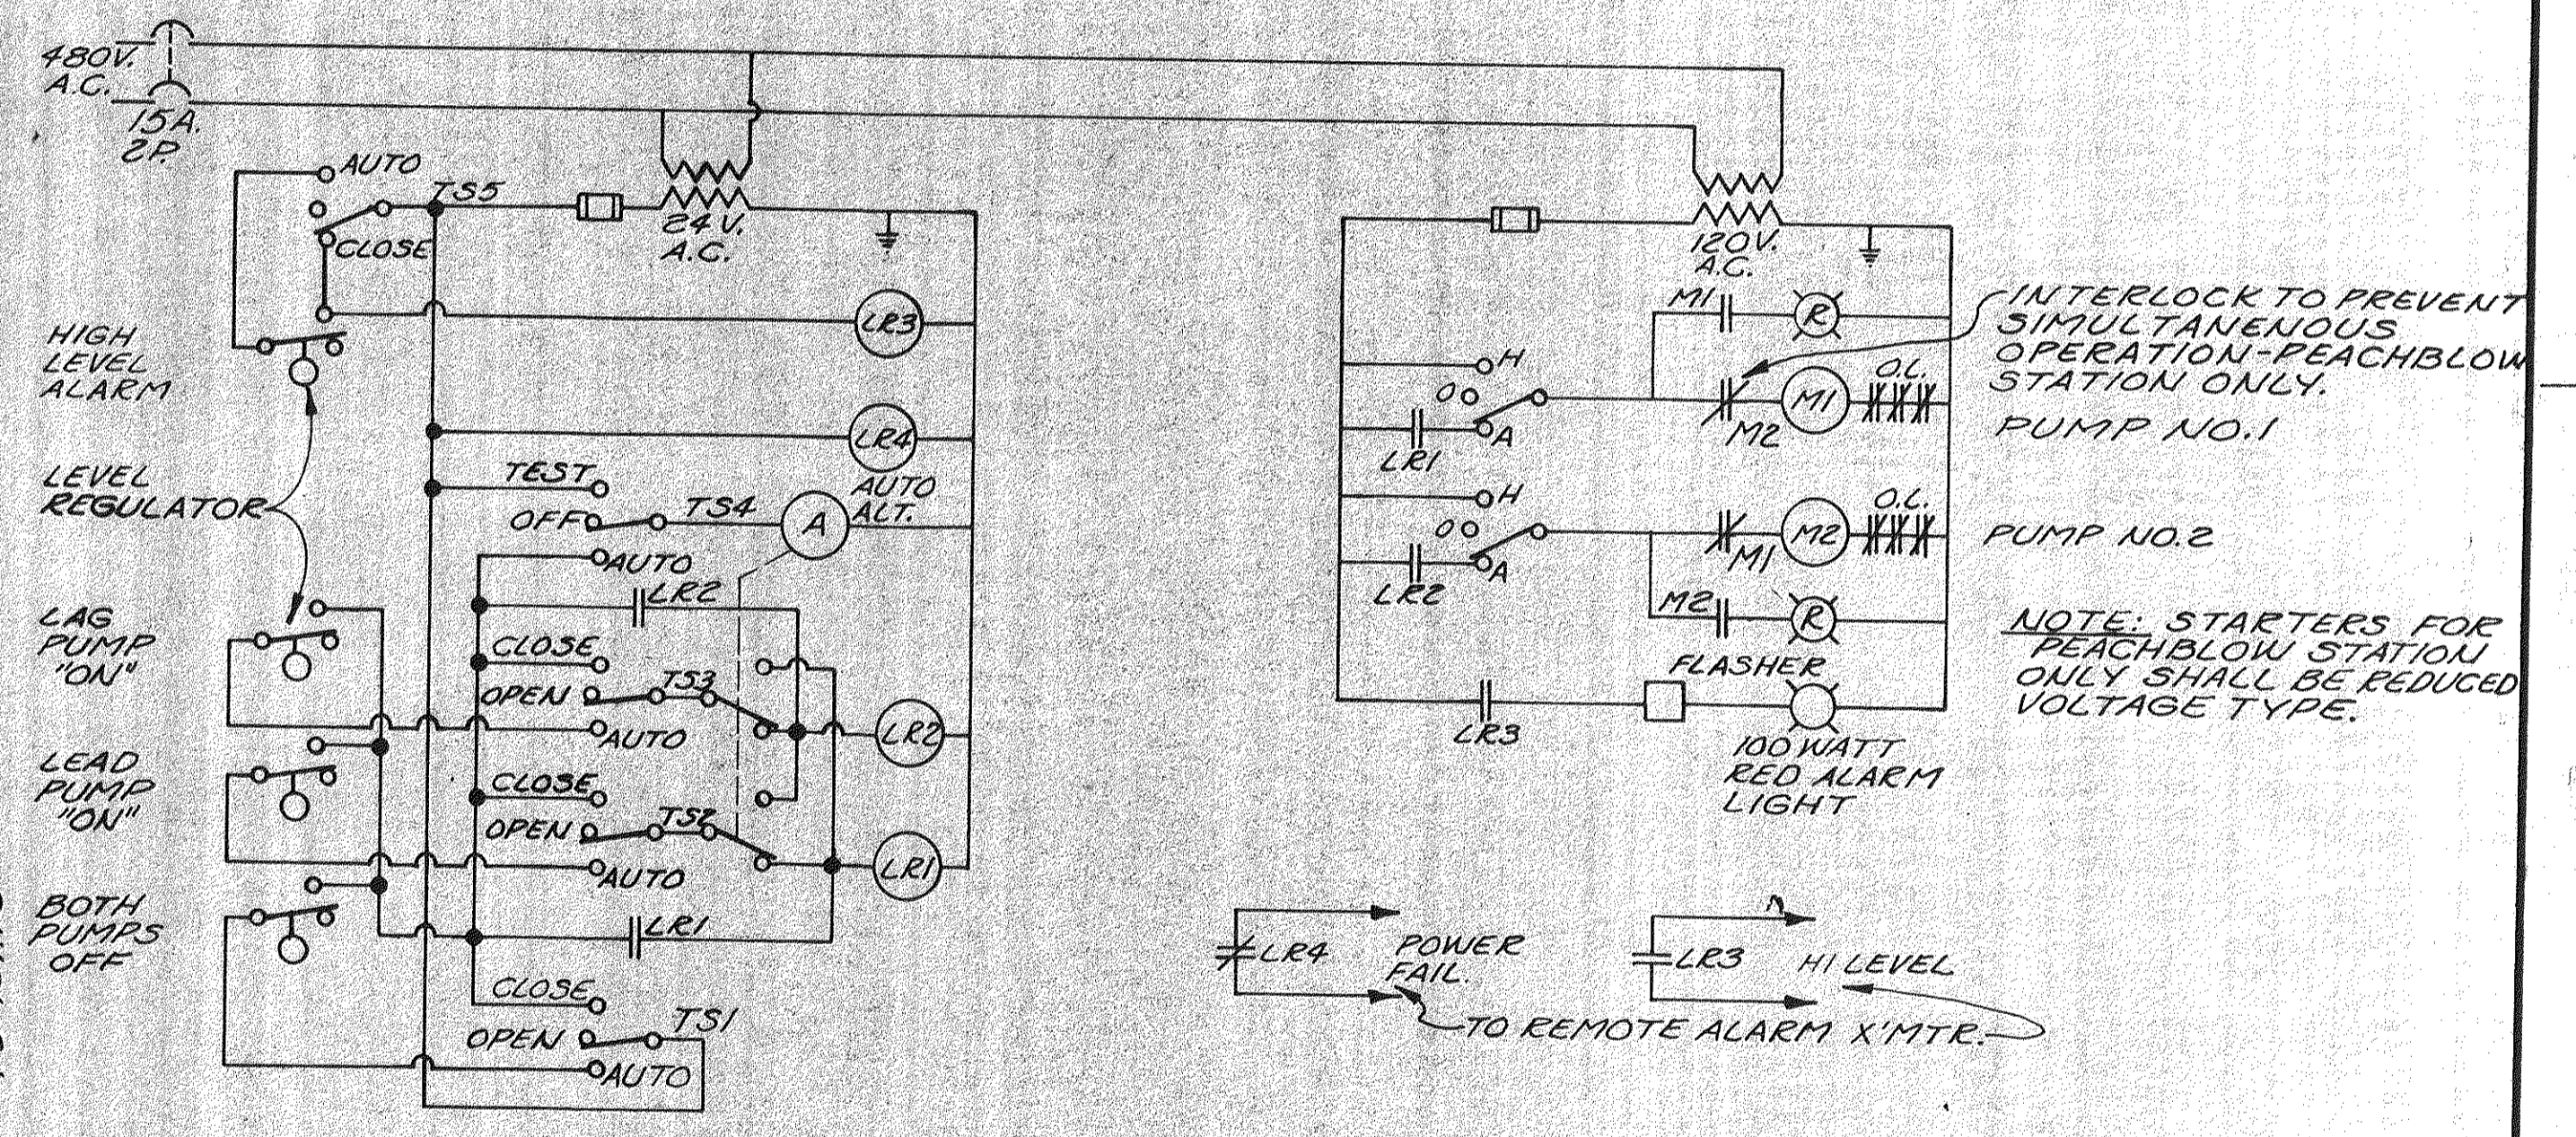 480V.
A.C.
15A.
2P.
AUTO
TS5
CLOSE
24V.
A.C.
HIGH
LEVEL
ALARM
LR3
LR4
LEVEL
REGULATOR
TEST
OFF
TS4
A
AUTO
ALT.
AUTO
LR2
LAG
PUMP
"ON"
CLOSE
OPEN
TS3
AUTO
LR2
LEAD
PUMP
"ON"
CLOSE
OPEN
TS2
AUTO
LR1
BOTH
PUMPS
OFF
LR1
CLOSE
OPEN
TS1
AUTO
120V.
A.C.
M1
R
INTERLOCK TO PREVENT
SIMULTANENOUS
OPERATION-PEACHBLOW
STATION ONLY.
H
O
A
LR1
M2
M1
O.L.
PUMP NO.1
H
O
A
LR2
M1
M2
O.L.
PUMP NO.2
M2
R
FLASHER
LR3
100 WATT
RED ALARM
LIGHT
NOTE: STARTERS FOR
PEACHBLOW STATION
ONLY SHALL BE REDUCED
VOLTAGE TYPE.
LR4
POWER
FAIL.
LR3
HI LEVEL
TO REMOTE ALARM X'MTR.